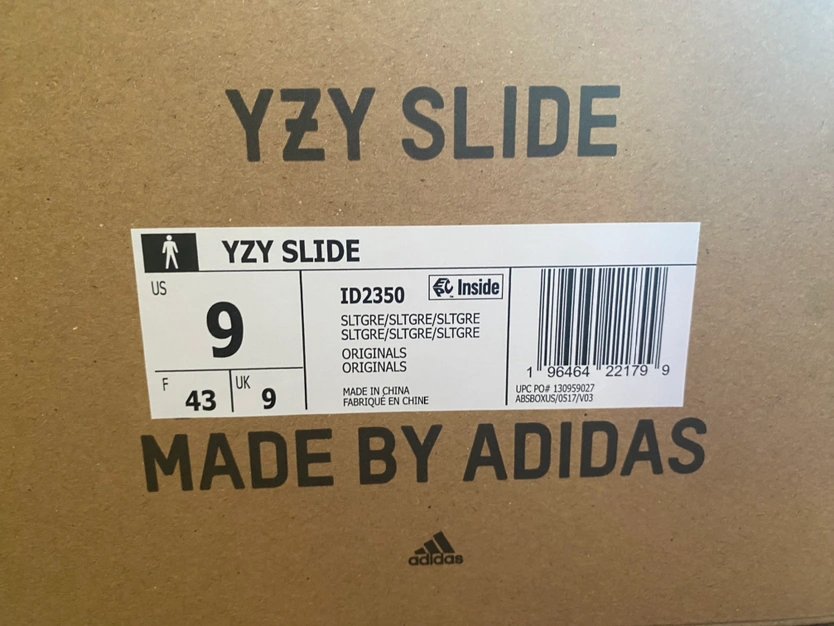 YZY SLIDE
YZY SLIDE
US
9
F
43
UK
9
ID2350
Inside
SLTGRE/SLTGRE/SLTGRE
SLTGRE/SLTGRE/SLTGRE
ORIGINALS
ORIGINALS
MADE IN CHINA
FABRIQUÉ EN CHINE
1 96464 22179 9
UPC PO# 130959027
ABSBOXUS/0517/V03
MADE BY ADIDAS
adidas